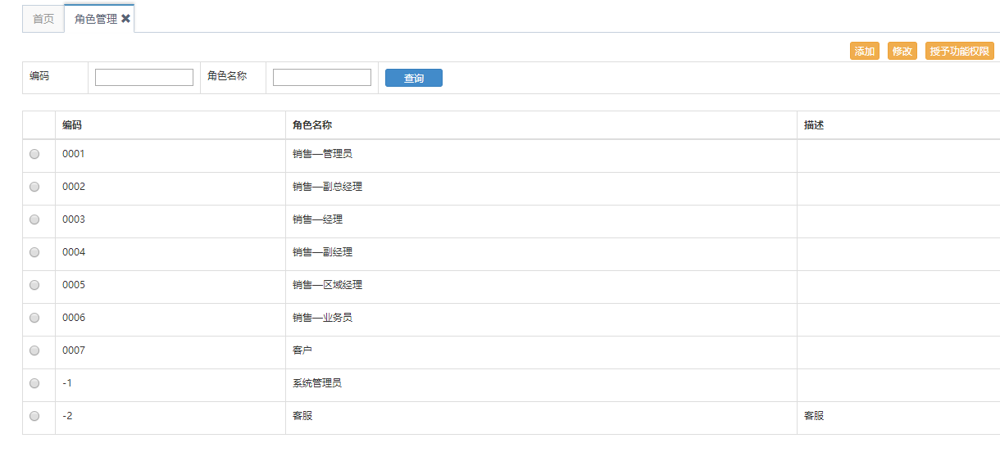 首页 角色管理
添加 修改 授予功能权限
编码 角色名称 查询
编码 角色名称 描述
0001 销售—管理员
0002 销售—副总经理
0003 销售—经理
0004 销售—副经理
0005 销售—区域经理
0006 销售—业务员
0007 客户
-1 系统管理员
-2 客服 客服